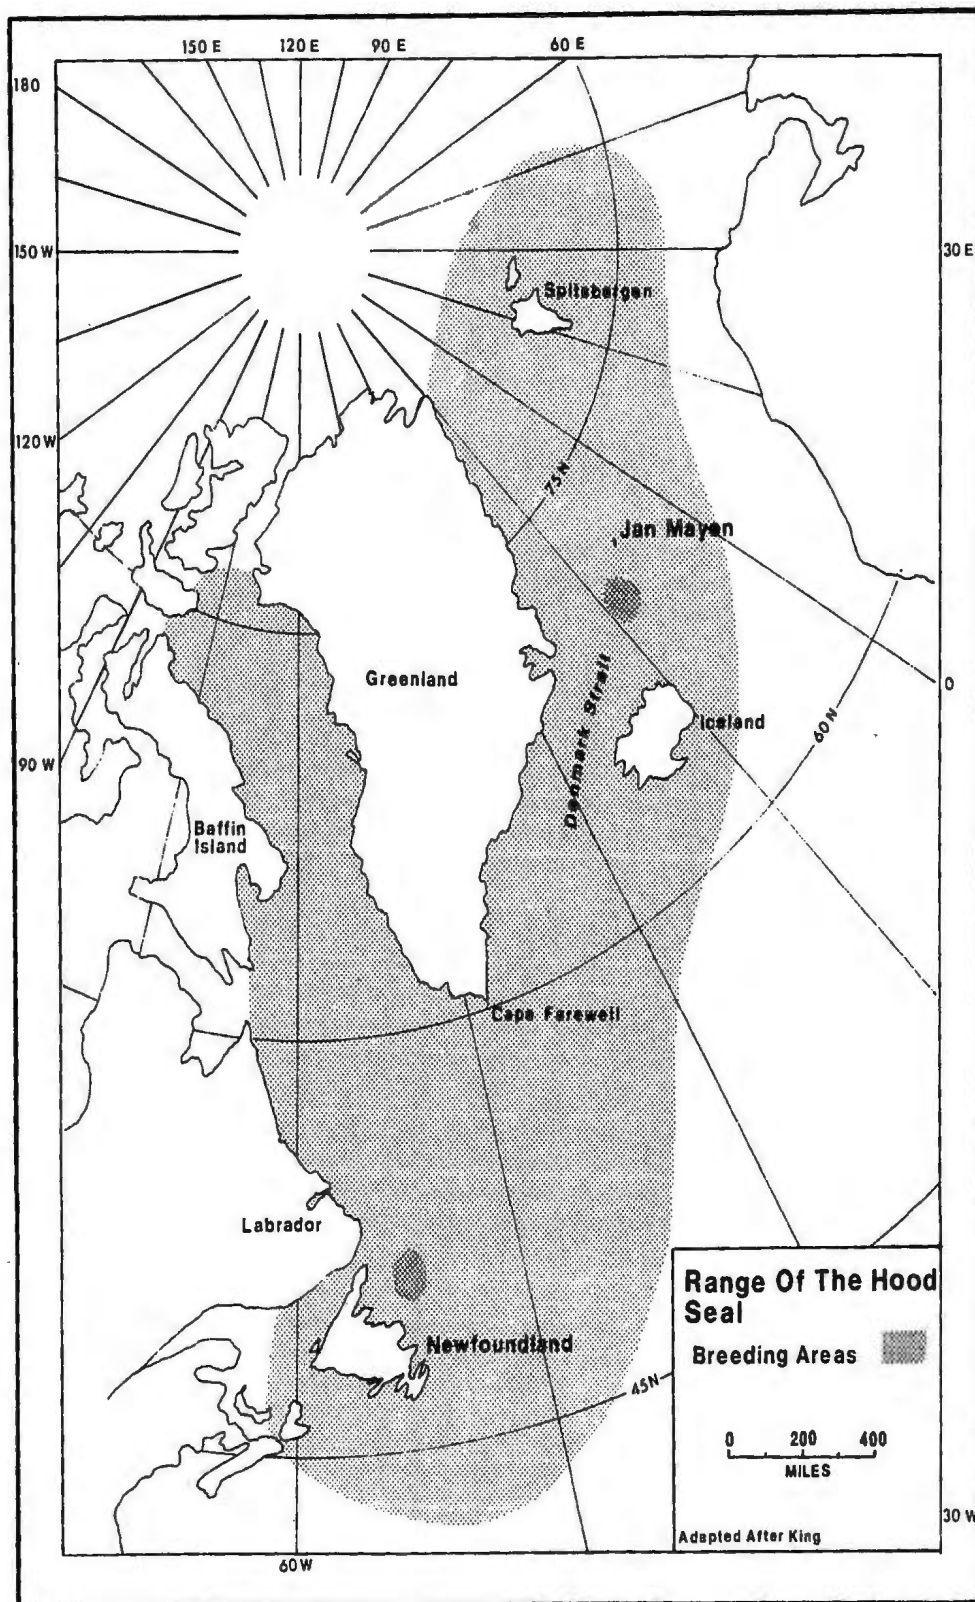 150 E
120 E
90 E
60 E
180
150 W
30 E
Spitsbergen
120 W
75 N
Jan Mayen
Greenland
Denmark Strait
Iceland
0
60 N
90 W
Baffin
Island
Cape Farewell
Labrador
Newfoundland
45N
Range Of The Hood
Seal
Breeding Areas
0 200 400
MILES
Adapted After King
30 W
60W